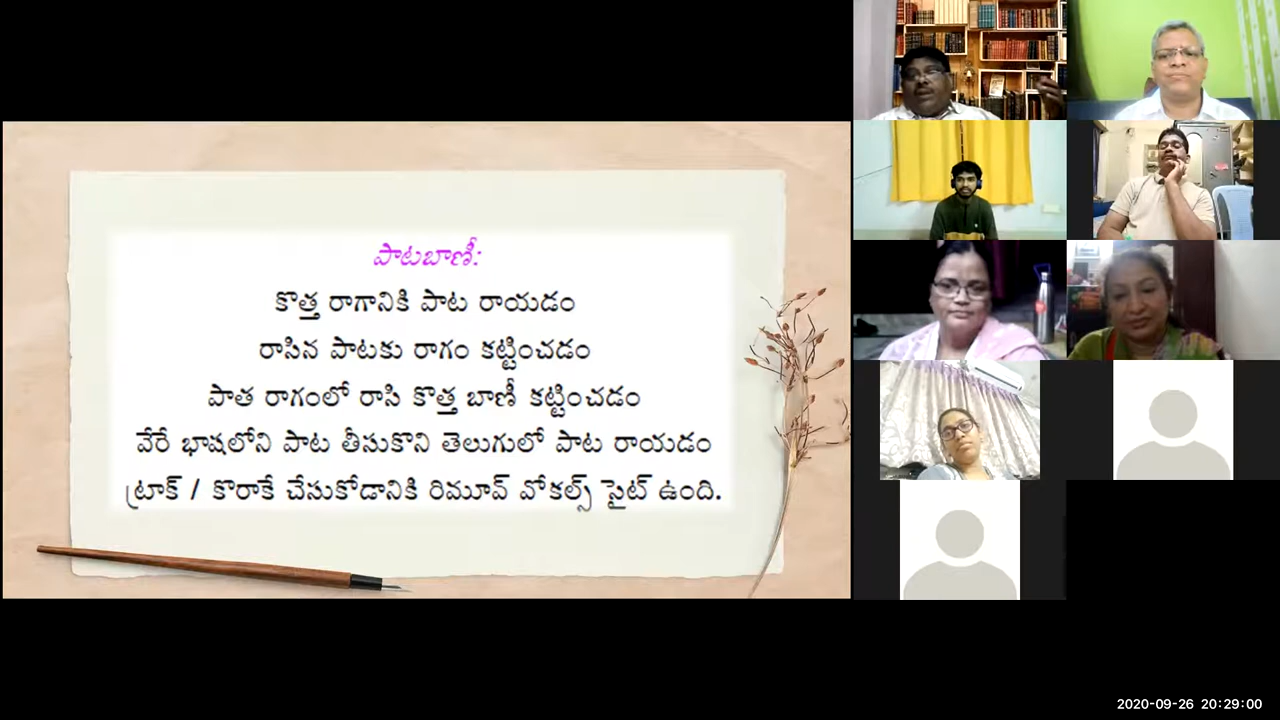 పాటబాణీ:
కొత్త రాగానికి పాట రాయడం
రాసిన పాటకు రాగం కట్టించడం
పాత రాగంలో రాసి కొత్త బాణీ కట్టించడం
వేరే భాషలోని పాట తీసుకొని తెలుగులో పాట రాయడం
ట్రాక్ / కొరాకే చేసుకోడానికి రిమూవ్ వోకల్స్ సైట్ ఉంది.
2020-09-26 20:29:00